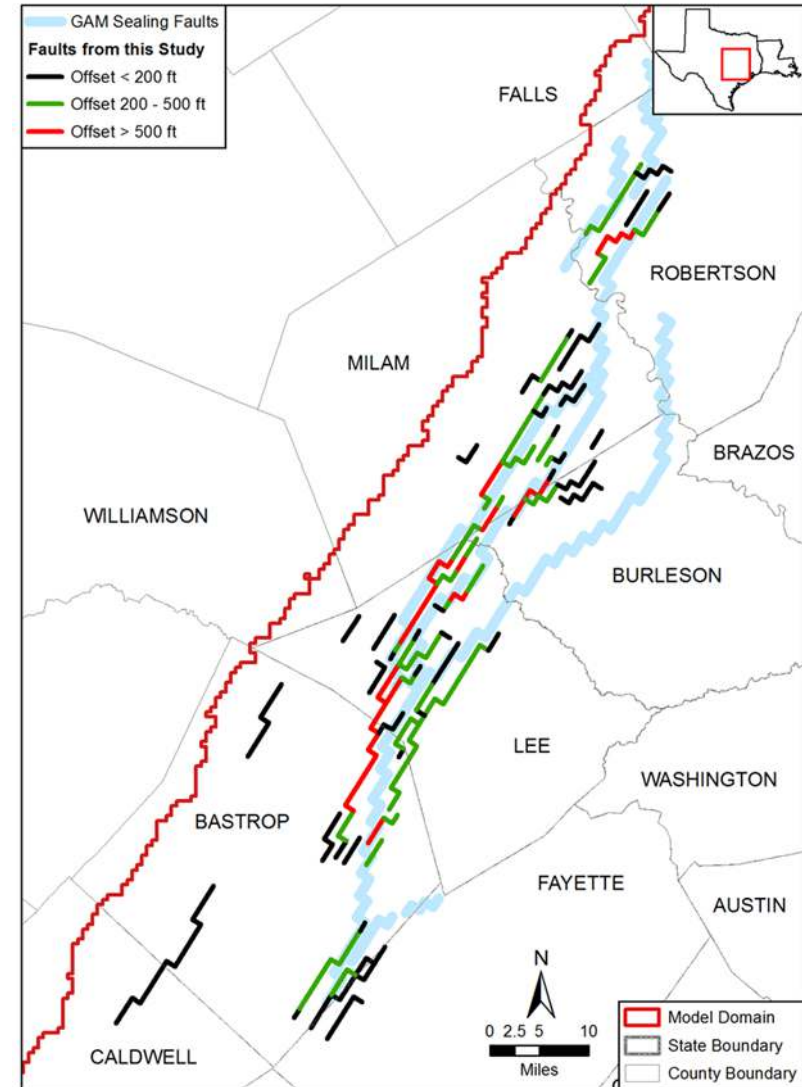 GAM Sealing Faults
Faults from this Study
Offset < 200 ft
Offset 200 - 500 ft
Offset > 500 ft
FALLS
ROBERTSON
MILAM
BRAZOS
WILLIAMSON
BURLESON
LEE
WASHINGTON
BASTROP
FAYETTE
AUSTIN
N
0 2.5 5 10
Miles
CALDWELL
Model Domain
State Boundary
County Boundary